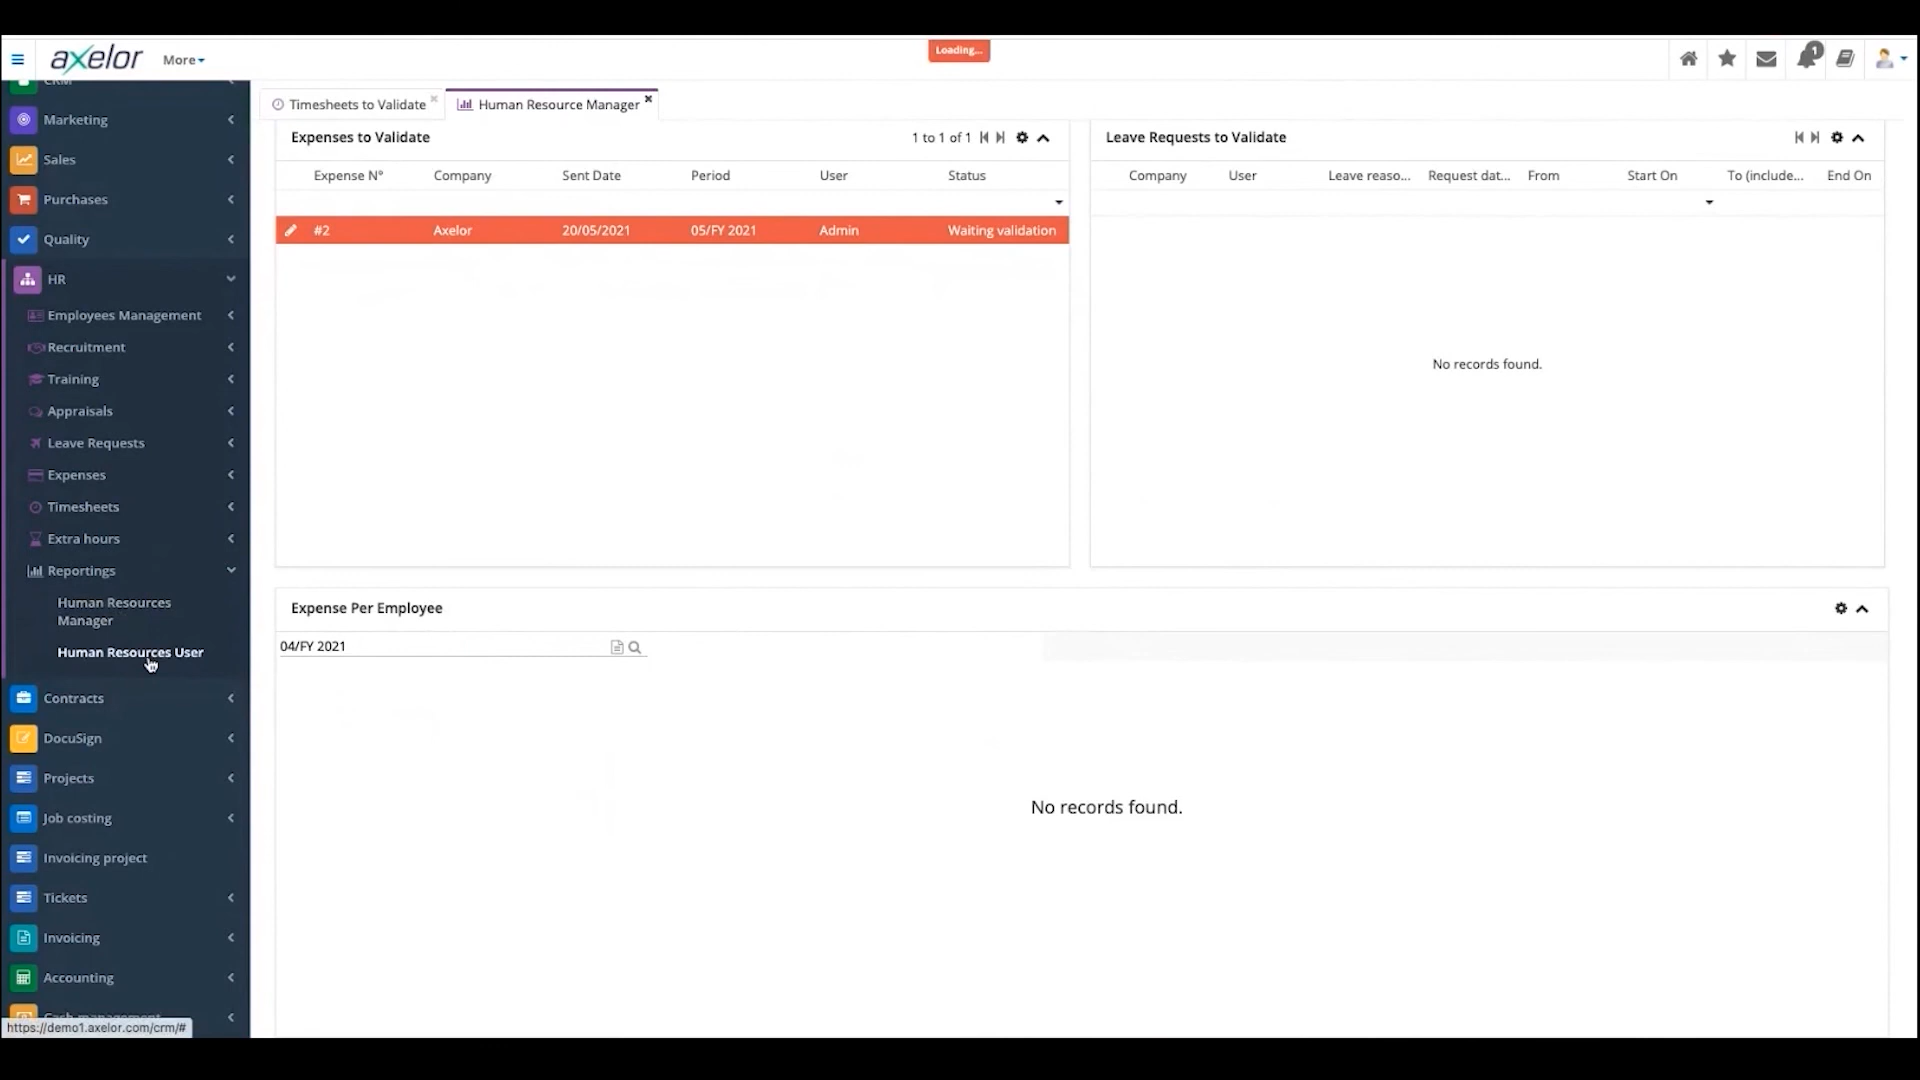 axelor
More
Loading...
1
CRM
Marketing
Sales
Purchases
Quality
HR
Employees Management
Recruitment
Training
Appraisals
Leave Requests
Expenses
Timesheets
Extra hours
Reportings
Human Resources
Manager
Human Resources User
Contracts
DocuSign
Projects
Job costing
Invoicing project
Tickets
Invoicing
Accounting
Cash management
https://demo1.axelor.com/crm/#
Timesheets to Validate
Human Resource Manager
Expenses to Validate
1 to 1 of 1
Expense N° Company Sent Date Period User Status
#2 Axelor 20/05/2021 05/FY 2021 Admin Waiting validation
Leave Requests to Validate
Company User Leave reaso... Request dat... From Start On To (include... End On
No records found.
Expense Per Employee
04/FY 2021
No records found.